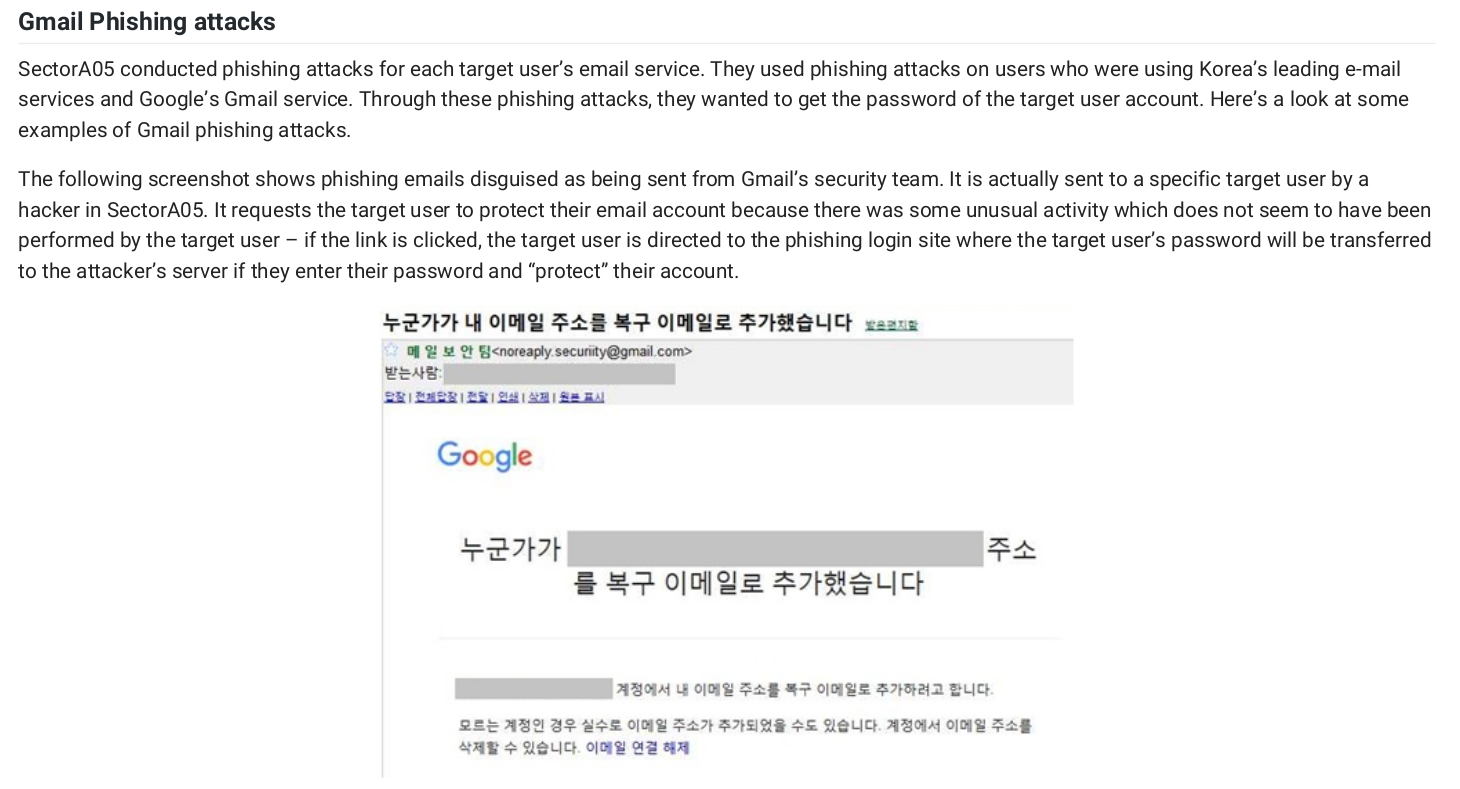 Gmail Phishing attacks
SectorA05 conducted phishing attacks for each target user’s email service. They used phishing attacks on users who were using Korea’s leading e-mail
services and Google’s Gmail service. Through these phishing attacks, they wanted to get the password of the target user account. Here’s a look at some
examples of Gmail phishing attacks.
The following screenshot shows phishing emails disguised as being sent from Gmail’s security team. It is actually sent to a specific target user by a
hacker in SectorA05. It requests the target user to protect their email account because there was some unusual activity which does not seem to have been
performed by the target user – if the link is clicked, the target user is directed to the phishing login site where the target user’s password will be transferred
to the attacker’s server if they enter their password and “protect” their account.
누군가가 내 이메일 주소를 복구 이메일로 추가했습니다 받은편지함
메 일 보 안 팀<noreaply.securiity@gmail.com>
받는사람:
답장 | 전체답장 | 전달 | 인쇄 | 삭제 | 원본 표시
Google
누군가가 주소
를 복구 이메일로 추가했습니다
계정에서 내 이메일 주소를 복구 이메일로 추가하려고 합니다.
모르는 계정인 경우 실수로 이메일 주소가 추가되었을 수도 있습니다. 계정에서 이메일 주소를
삭제할 수 있습니다. 이메일 연결 해제